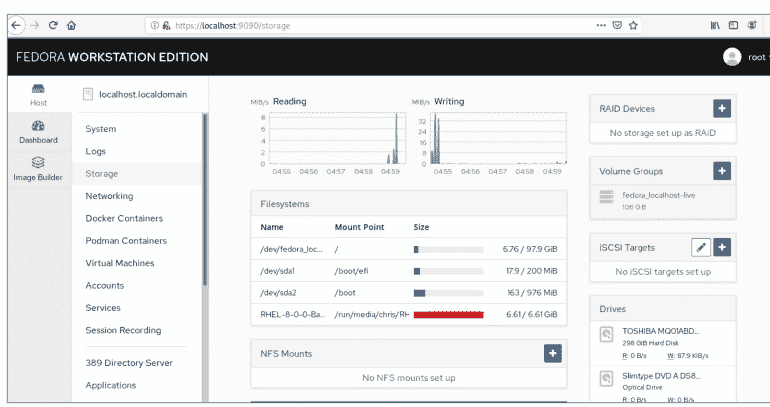 https://localhost:9090/storage
FEDORA WORKSTATION EDITION
root
Host
Dashboard
Image Builder
localhost.localdomain
System
Logs
Storage
Networking
Docker Containers
Podman Containers
Virtual Machines
Accounts
Services
Session Recording
389 Directory Server
Applications
MiB/s Reading
8
6
4
2
0
04:55 04:56 04:57 04:58 04:59
MiB/s Writing
32
24
16
8
0
04:55 04:56 04:57 04:58 04:59
Filesystems
Name Mount Point Size
/dev/fedora_loc... / 6.76 / 97.9 GiB
/dev/sda1 /boot/efi 17.9 / 200 MiB
/dev/sda2 /boot 163 / 976 MiB
RHEL-8-0-0-Ba... /run/media/chris/RH 6.61 / 6.61 GiB
NFS Mounts
No NFS mounts set up
RAID Devices
No storage set up as RAID
Volume Groups
fedora_localhost-live
106 GiB
iSCSI Targets
No iSCSI targets set up
Drives
TOSHIBA MQ01ABD...
298 GiB Hard Disk
R: 0 B/s W: 87.9 KiB/s
Slimtype DVD A DS8...
Optical Drive
R: 0 B/s W: 0 B/s